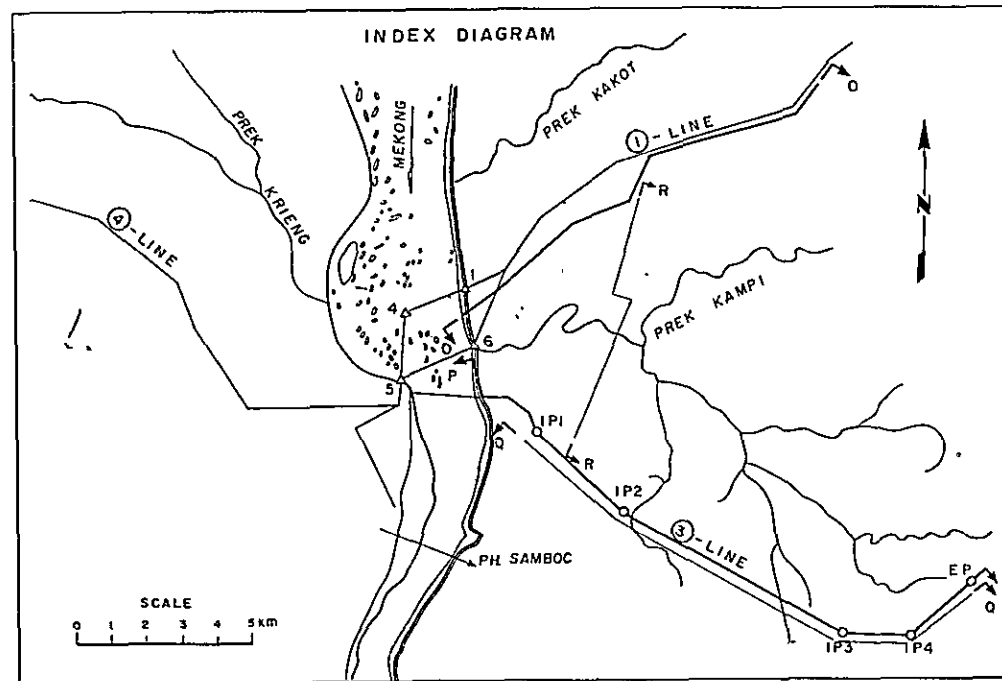 INDEX DIAGRAM
PREK KAKOT
PREK KRIENG
MEKONG
1 - LINE
O
R
N
4 - LINE
1
4
PREK KAMPI
O
6
P
5
IP1
Q
R
IP2
3 - LINE
PH. SAMBOC
EP
Q
SCALE
0 1 2 3 4 5 km
IP3
IP4